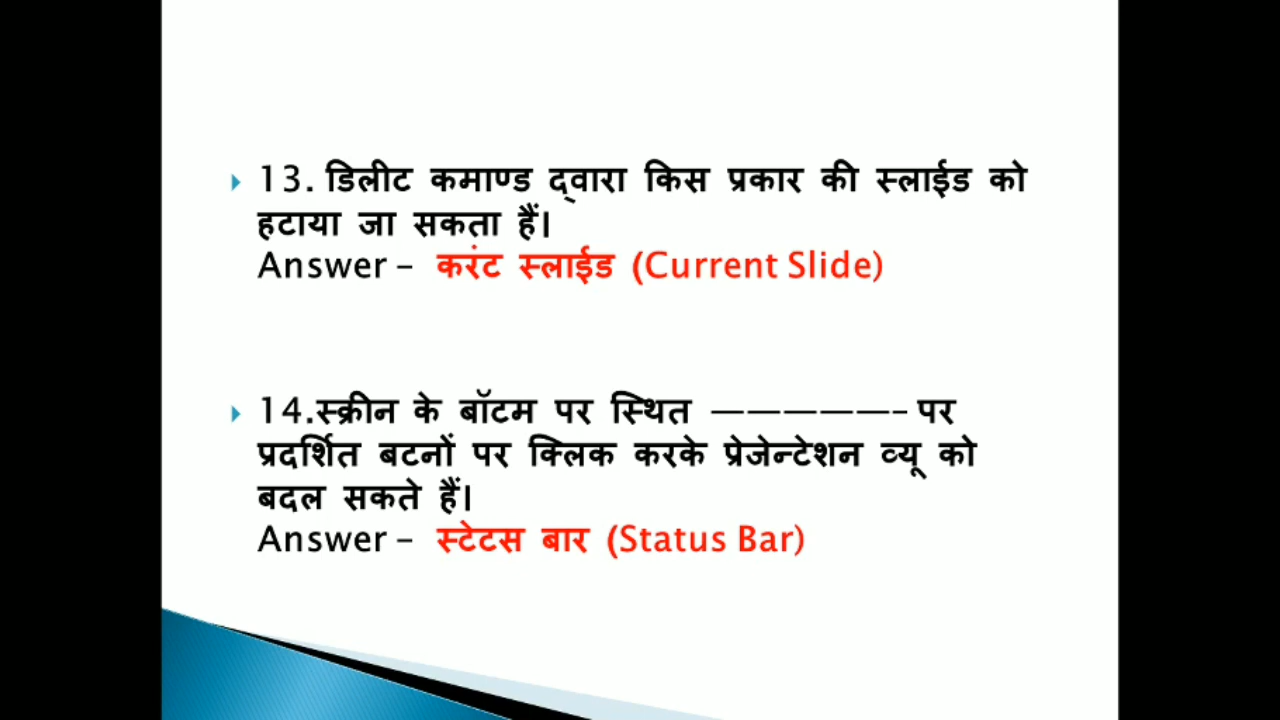 13. डिलीट कमाण्ड द्वारा किस प्रकार की स्लाईड को
हटाया जा सकता हैं।
Answer – करंट स्लाईड (Current Slide)
14.स्क्रीन के बॉटम पर स्थित —————– पर
प्रदर्शित बटनों पर क्लिक करके प्रेजेन्टेशन व्यू को
बदल सकते हैं।
Answer – स्टेटस बार (Status Bar)